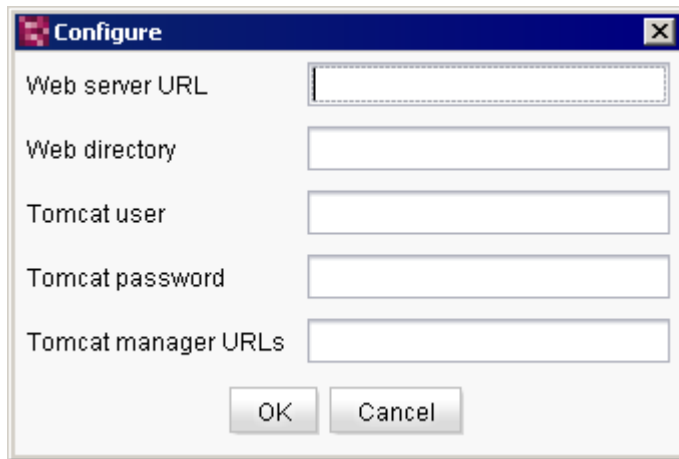 Configure
Web server URL
Web directory
Tomcat user
Tomcat password
Tomcat manager URLs
OK Cancel